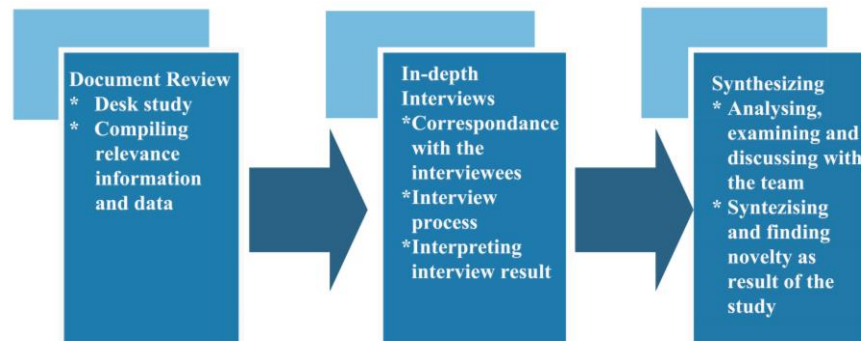 Document Review
* Desk study
* Compiling
relevance
information
and data
In-depth
Interviews
*Correspondance
with the
interviewees
*Interview
process
*Interpreting
interview result
Synthesizing
* Analysing,
examining and
discussing with
the team
* Syntezising
and finding
novelty as
result of the
study